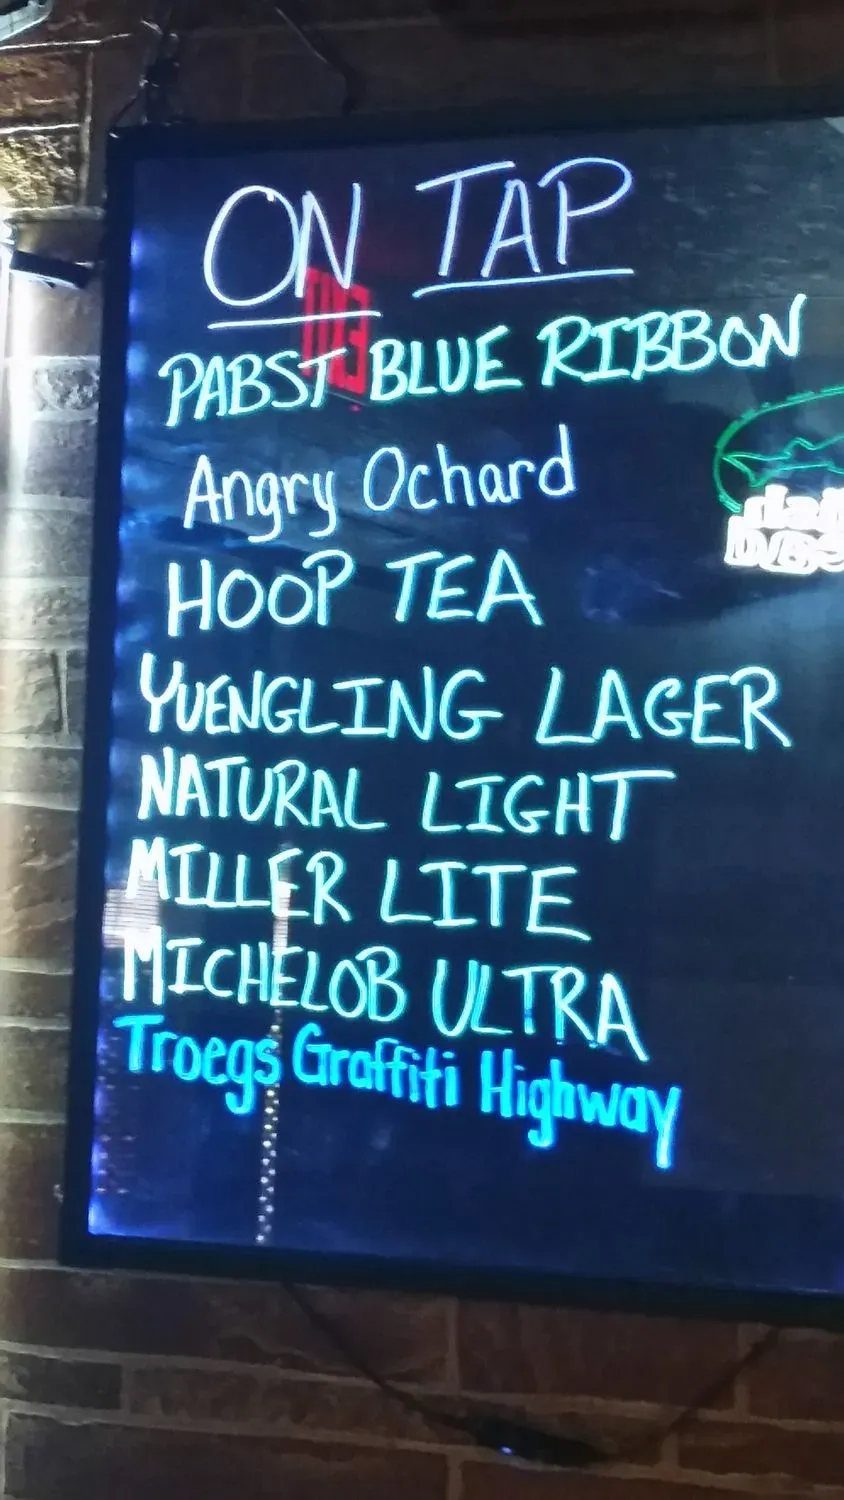 ON TAP
PABST BLUE RIBBON
Angry Ochard
HOOP TEA
YUENGLING LAGER
NATURAL LIGHT
MILLER LITE
MICHELOB ULTRA
Troegs Graffiti Highway